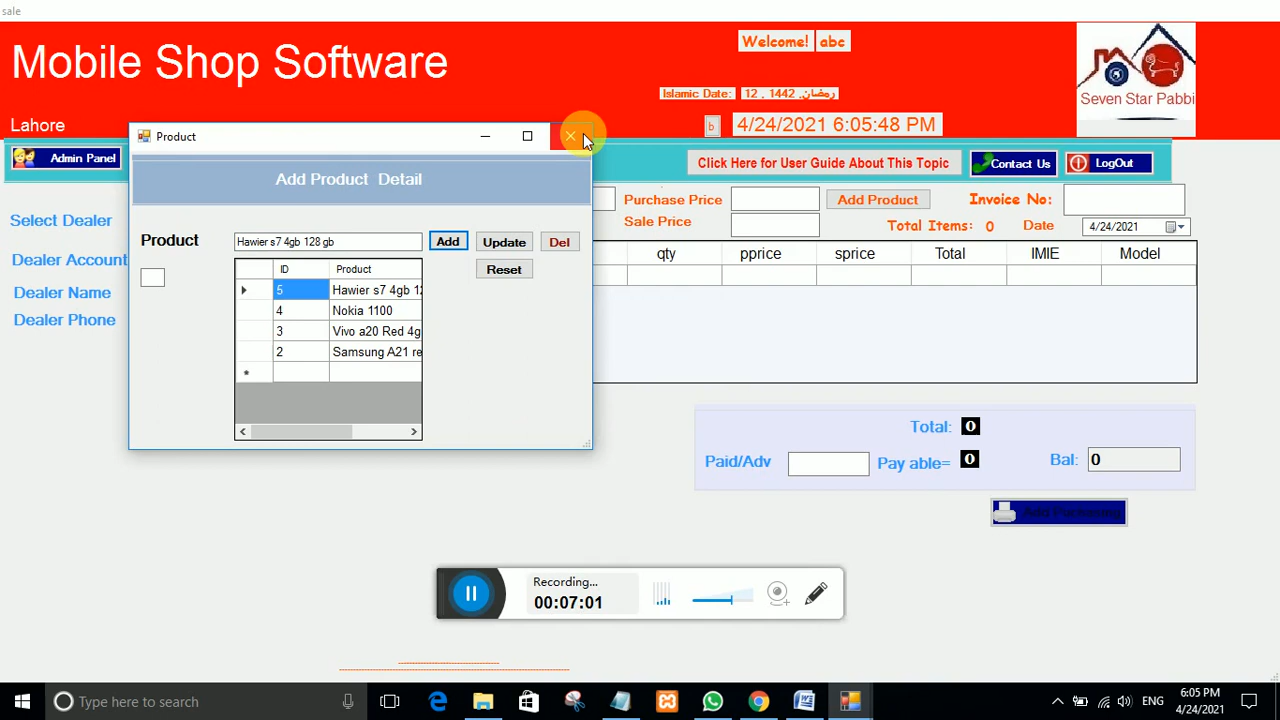 sale
Mobile Shop Software
Welcome! abc
Islamic Date: 12 , 1442 ,رمضان
Seven Star Pabbi
Lahore
b 4/24/2021 6:05:48 PM
Product
Admin Panel
Click Here for User Guide About This Topic
Contact Us
LogOut
Add Product Detail
Select Dealer
Purchase Price
Add Product
Invoice No:
Sale Price
Total Items: 0
Date
4/24/2021
Product
Hawier s7 4gb 128 gb
Add
Update
Del
Reset
Dealer Account
Dealer Name
Dealer Phone
ID Product
5 Hawier s7 4gb 12
4 Nokia 1100
3 Vivo a20 Red 4g
2 Samsung A21 re
*
qty pprice sprice Total IMIE Model
Total: 0
Paid/Adv
Pay able= 0
Bal: 0
Recording...
00:07:01
Type here to search
ENG
6:05 PM
4/24/2021